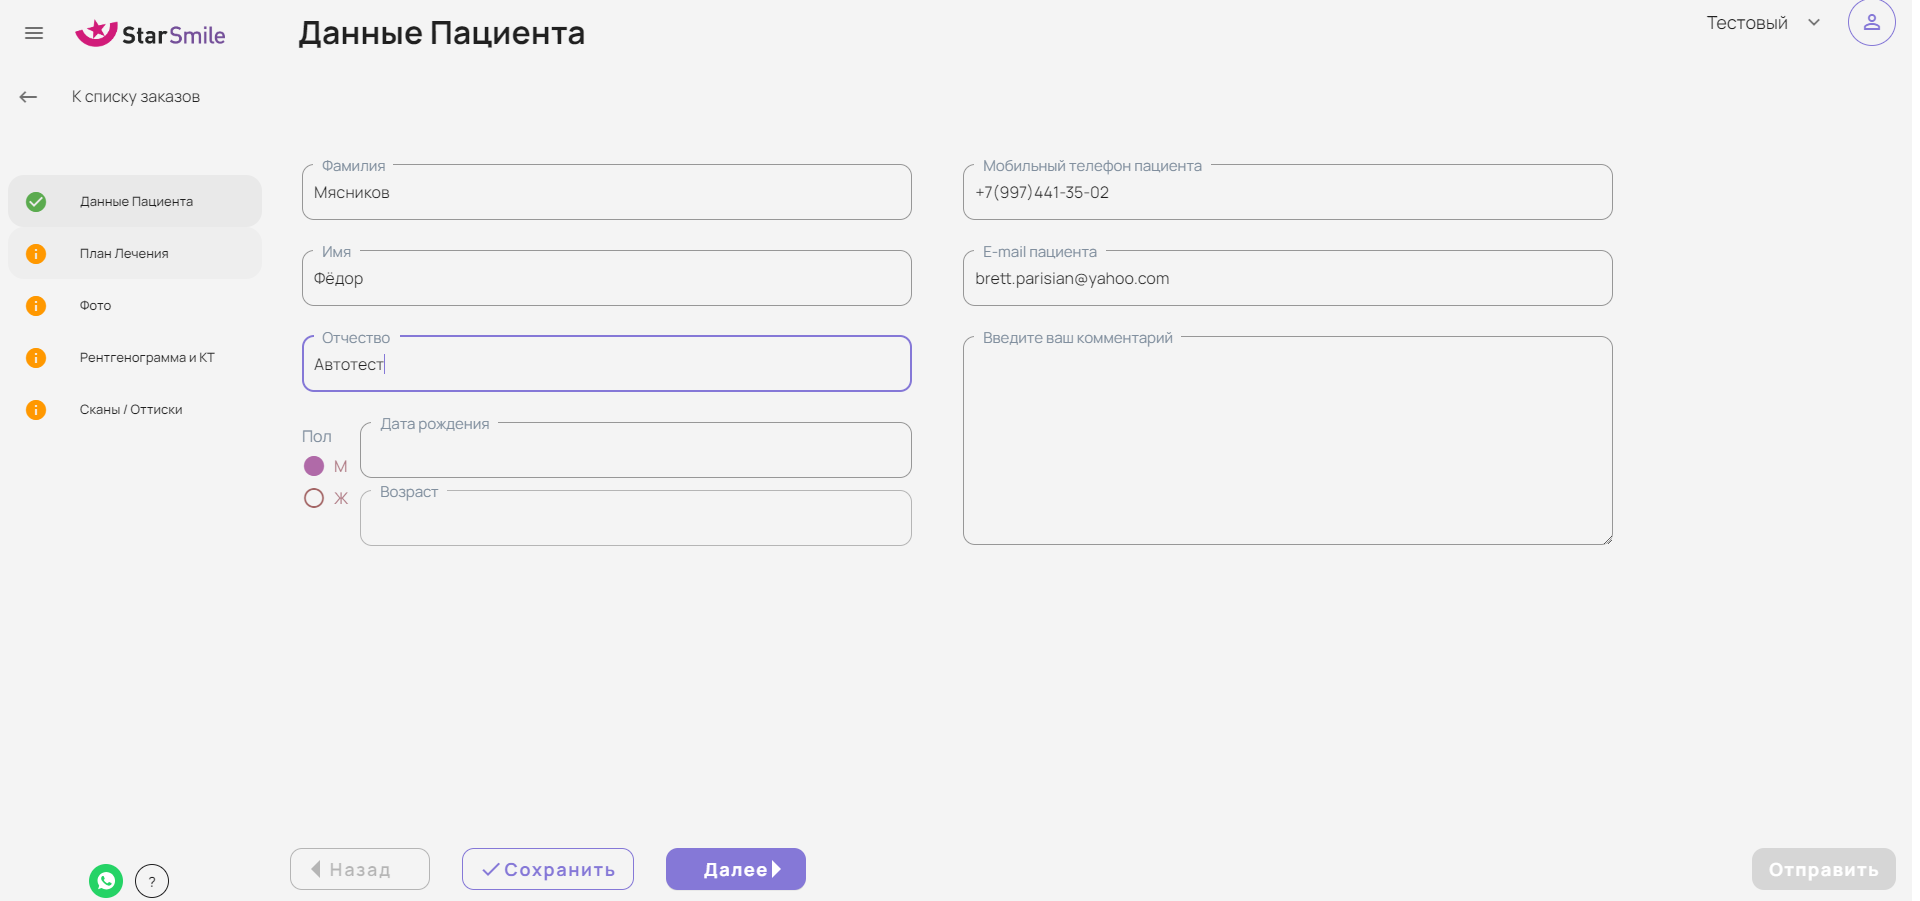 StarSmile
Данные Пациента
Тестовый
К списку заказов
Данные Пациента
План Лечения
Фото
Рентгенограмма и КТ
Сканы / Оттиски
Фамилия
Мясников
Имя
Фёдор
Отчество
Автотест
Пол
М
Ж
Дата рождения
Возраст
Мобильный телефон пациента
+7(997)441-35-02
E-mail пациента
brett.parisian@yahoo.com
Введите ваш комментарий
?
Назад
Сохранить
Далее
Отправить